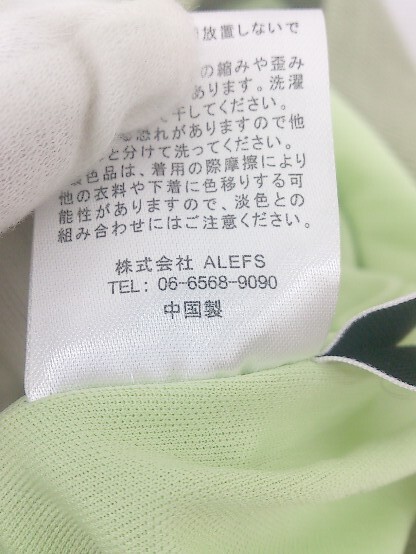 放置しないで
の縮みや歪み
あります。洗濯
干してください。
恐れがありますので他
と分けて洗ってください。
色品は、着用の際摩擦により
他の衣料や下着に色移りする可
能性がありますので、淡色との
組み合わせにはご注意ください。
株式会社 ALEFS
TEL: 06-6568-9090
中国製